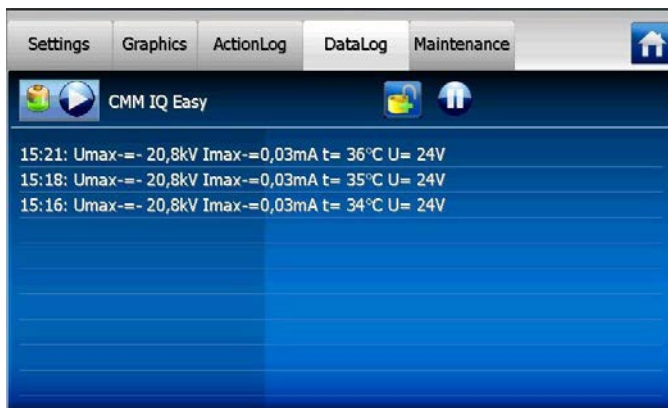 Settings Graphics ActionLog DataLog Maintenance
CMM IQ Easy
15:21: Umax-=- 20,8kV Imax-=0,03mA t= 36°C U= 24V
15:18: Umax-=- 20,8kV Imax-=0,03mA t= 35°C U= 24V
15:16: Umax-=- 20,8kV Imax-=0,03mA t= 34°C U= 24V